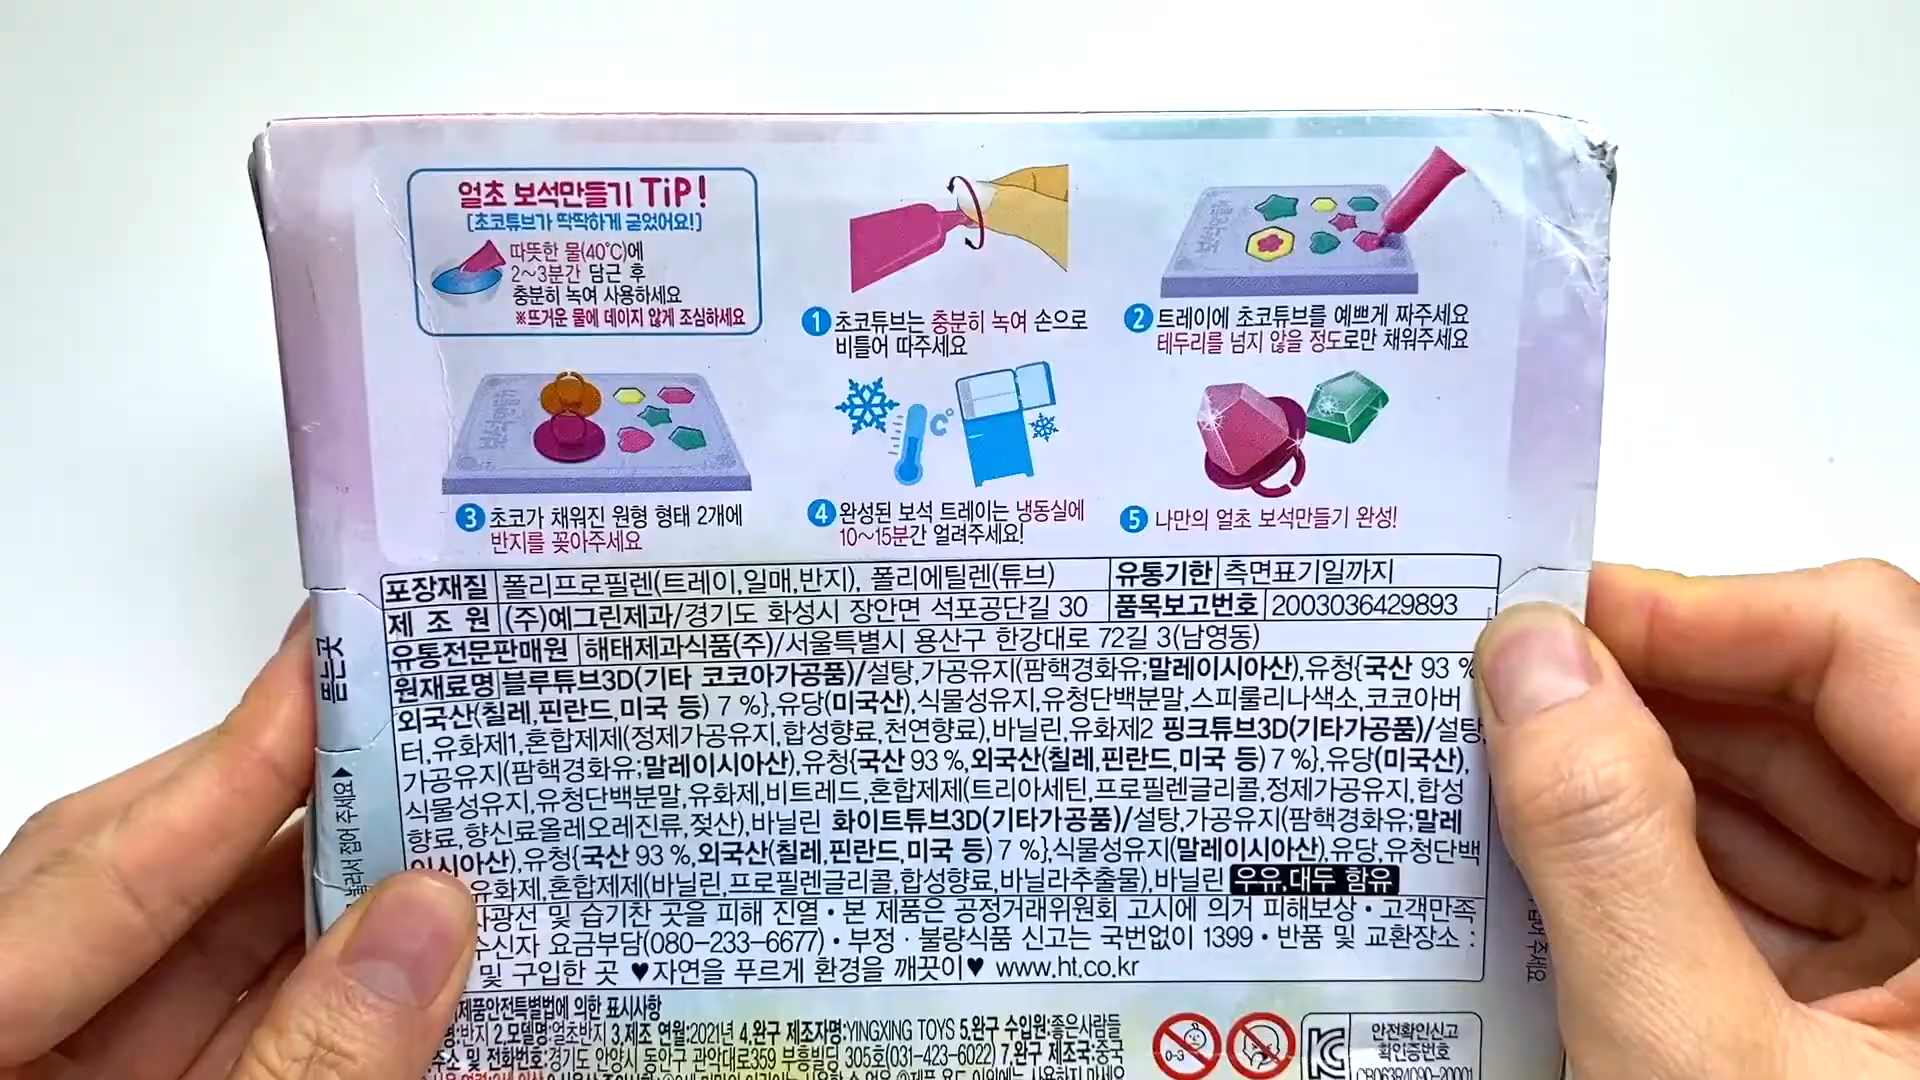 얼초 보석만들기 TiP!
[초코튜브가 딱딱하게 굳었어요!]
따뜻한 물(40℃)에
2~3분간 담근 후
충분히 녹여 사용하세요
※뜨거운 물에 데이지 않게 조심하세요
1 초코튜브는 충분히 녹여 손으로
비틀어 따주세요
2 트레이에 초코튜브를 예쁘게 짜주세요
테두리를 넘지 않을 정도로만 채워주세요
보석만들기
3 초코가 채워진 원형 형태 2개에
반지를 꽂아주세요
C°
4 완성된 보석 트레이는 냉동실에
10~15분간 얼려주세요!
5 나만의 얼초 보석만들기 완성!
포장재질 폴리프로필렌(트레이,일매,반지), 폴리에틸렌(튜브) 유통기한 측면표기일까지
제 조 원 (주)예그린제과/경기도 화성시 장안면 석포공단길 30 품목보고번호 2003036429893
유통전문판매원 해태제과식품(주)/서울특별시 용산구 한강대로 72길 3(남영동)
원재료명 블루튜브3D(기타 코코아가공품)/설탕,가공유지(팜핵경화유;말레이시아산),유청{국산 93 %
외국산(칠레,핀란드,미국 등) 7 %},유당(미국산),식물성유지,유청단백분말,스피룰리나색소,코코아버
터,유화제1,혼합제제(정제가공유지,합성향료,천연향료),바닐린,유화제2 핑크튜브3D(기타가공품)/설탕,
가공유지(팜핵경화유;말레이시아산),유청{국산 93 %,외국산(칠레,핀란드,미국 등) 7 %},유당(미국산),
식물성유지,유청단백분말,유화제,비트레드,혼합제제(트리아세틴,프로필렌글리콜,정제가공유지,합성
향료,향신료올레오레진류,젖산),바닐린 화이트튜브3D(기타가공품)/설탕,가공유지(팜핵경화유;말레
이시아산),유청{국산 93 %,외국산(칠레,핀란드,미국 등) 7 %},식물성유지(말레이시아산),유당,유청단백
유화제,혼합제제(바닐린,프로필렌글리콜,합성향료,바닐라추출물),바닐린 우유,대두 함유
및 습기찬 곳을 피해 진열 • 본 제품은 공정거래위원회 고시에 의거 피해보상 • 고객만족
수신자 요금부담(080-233-6677) • 부정 · 불량식품 신고는 국번없이 1399 • 반품 및 교환장소 :
및 구입한 곳 ♥자연을 푸르게 환경을 깨끗이♥ www.ht.co.kr
제품안전특별법에 의한 표시사항
명:반지 2,모델명:얼초반지 3,제조 연월:2021년 4,완구 제조자명:YINGXING TOYS 5,완구 수입원:좋은사람들
주소 및 전화번호:경기도 안양시 동안구 관악대로359 부흥빌딩 305호(031-423-6022) 7,완구 제조국:중국
0-3
안전확인신고
확인증번호
CB063R4090-20001
뜯는곳
눌러서 접어 주세요▶